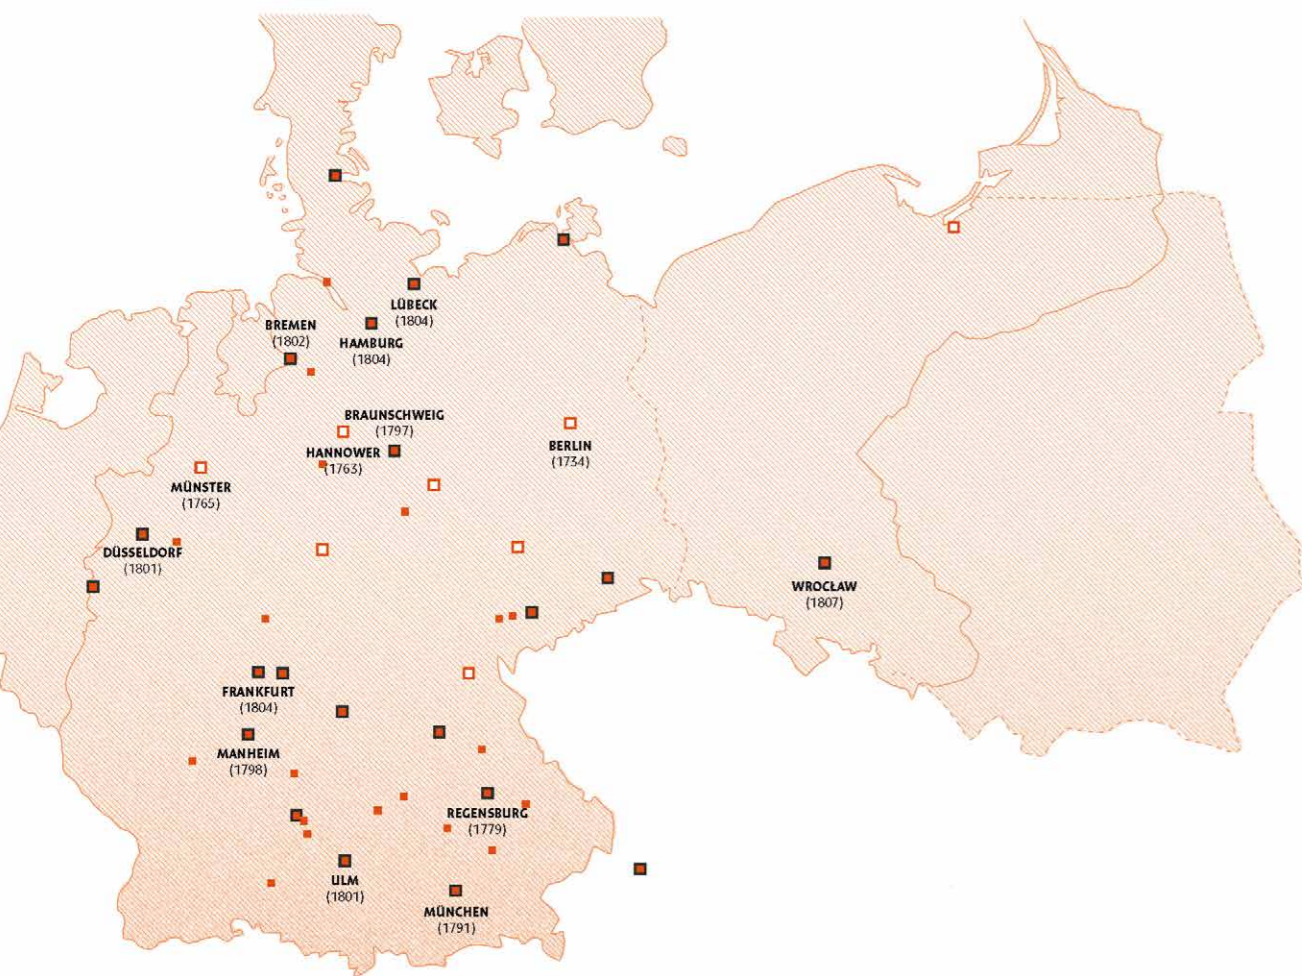 LÜBECK
(1804)
BREMEN
(1802)
HAMBURG
(1804)
BRAUNSCHWEIG
(1797)
HANNOWER
(1763)
BERLIN
(1734)
MÜNSTER
(1765)
DÜSSELDORF
(1801)
WROCŁAW
(1807)
FRANKFURT
(1804)
MANHEIM
(1798)
REGENSBURG
(1779)
ULM
(1801)
MÜNCHEN
(1791)